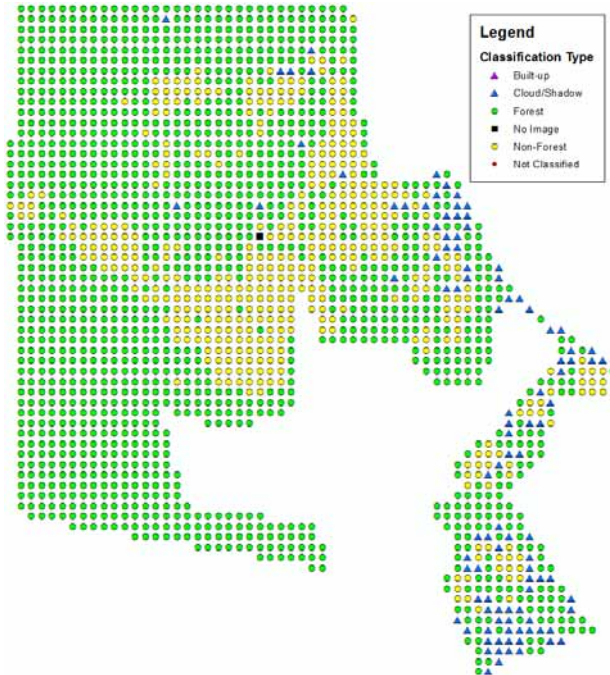 Legend
Classification Type
Built-up
Cloud/Shadow
Forest
No Image
Non-Forest
Not Classified